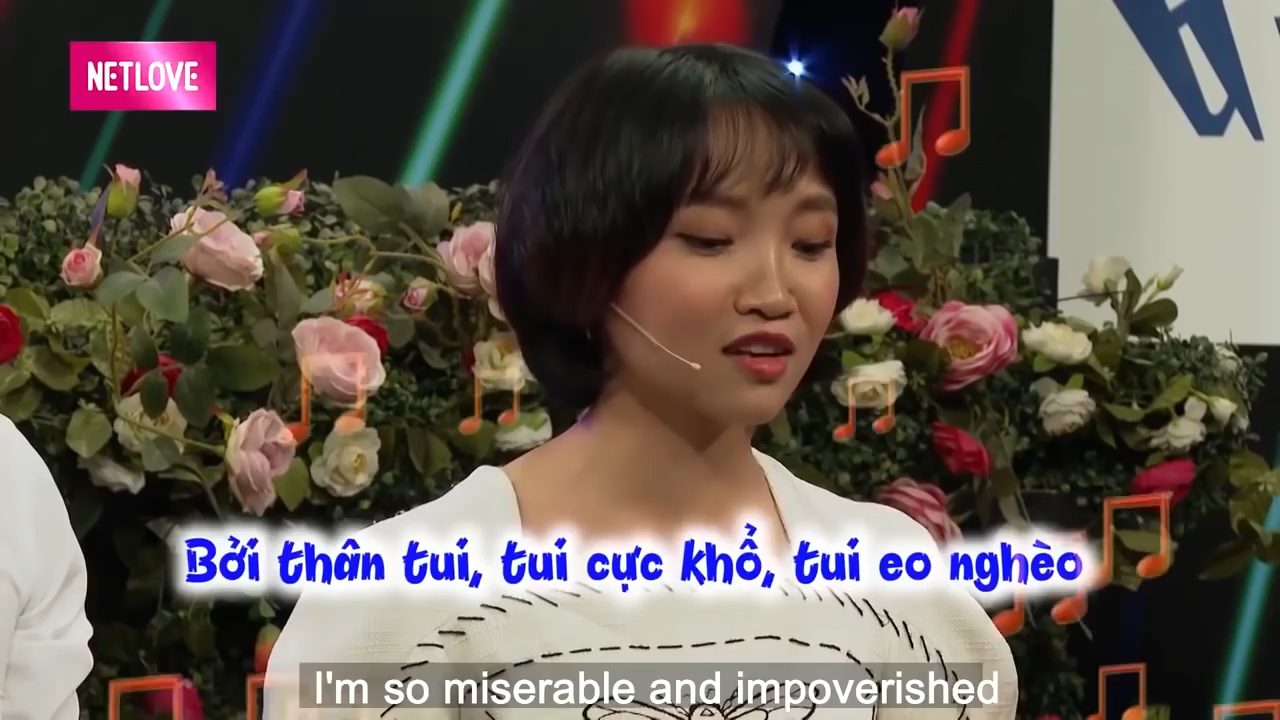 NETLOVE
Bởi thân tui, tui cực khổ, tui eo nghèo
I'm so miserable and impoverished